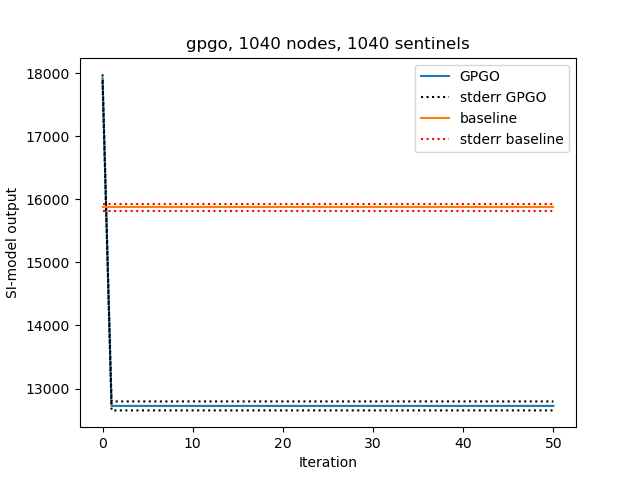 gpgo, 1040 nodes, 1040 sentinels
18000
17000
16000
15000
14000
13000
SI-model output
GPGO
stderr GPGO
baseline
stderr baseline
0
10
20
30
40
50
Iteration